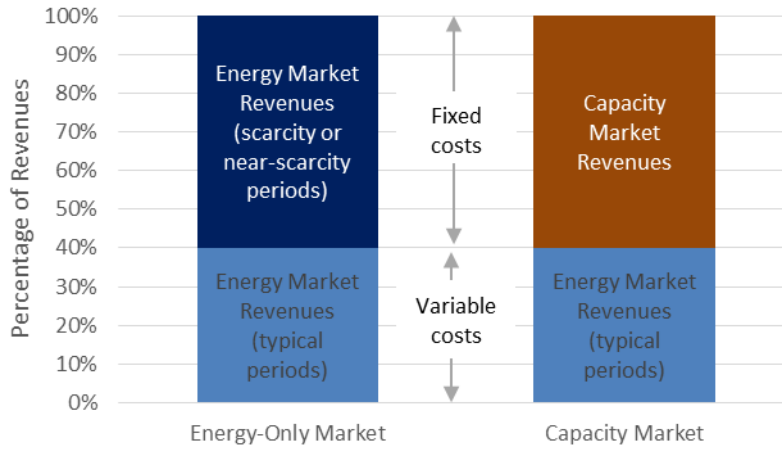 Percentage of Revenues
100%
90%
80%
70%
60%
50%
40%
30%
20%
10%
0%
Energy Market
Revenues
(scarcity or
near-scarcity
periods)
Energy Market
Revenues
(typical
periods)
Fixed
costs
Variable
costs
Capacity
Market
Revenues
Energy Market
Revenues
(typical
periods)
Energy-Only Market
Capacity Market